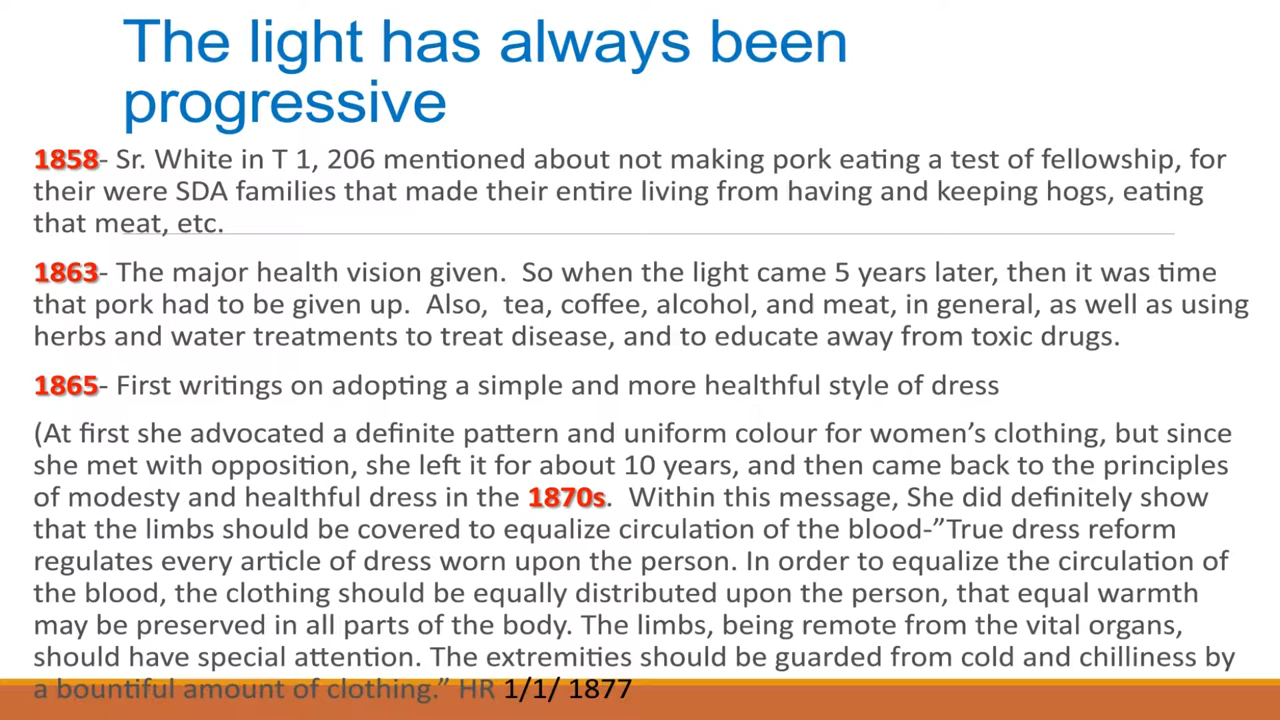 The light has always been
progressive
1858- Sr. White in T 1, 206 mentioned about not making pork eating a test of fellowship, for
their were SDA families that made their entire living from having and keeping hogs, eating
that meat, etc.
1863- The major health vision given.  So when the light came 5 years later, then it was time
that pork had to be given up.  Also,  tea, coffee, alcohol, and meat, in general, as well as using
herbs and water treatments to treat disease, and to educate away from toxic drugs.
1865- First writings on adopting a simple and more healthful style of dress
(At first she advocated a definite pattern and uniform colour for women’s clothing, but since
she met with opposition, she left it for about 10 years, and then came back to the principles
of modesty and healthful dress in the 1870s.  Within this message, She did definitely show
that the limbs should be covered to equalize circulation of the blood-”True dress reform
regulates every article of dress worn upon the person. In order to equalize the circulation of
the blood, the clothing should be equally distributed upon the person, that equal warmth
may be preserved in all parts of the body. The limbs, being remote from the vital organs,
should have special attention. The extremities should be guarded from cold and chilliness by
a bountiful amount of clothing.” HR 1/1/ 1877